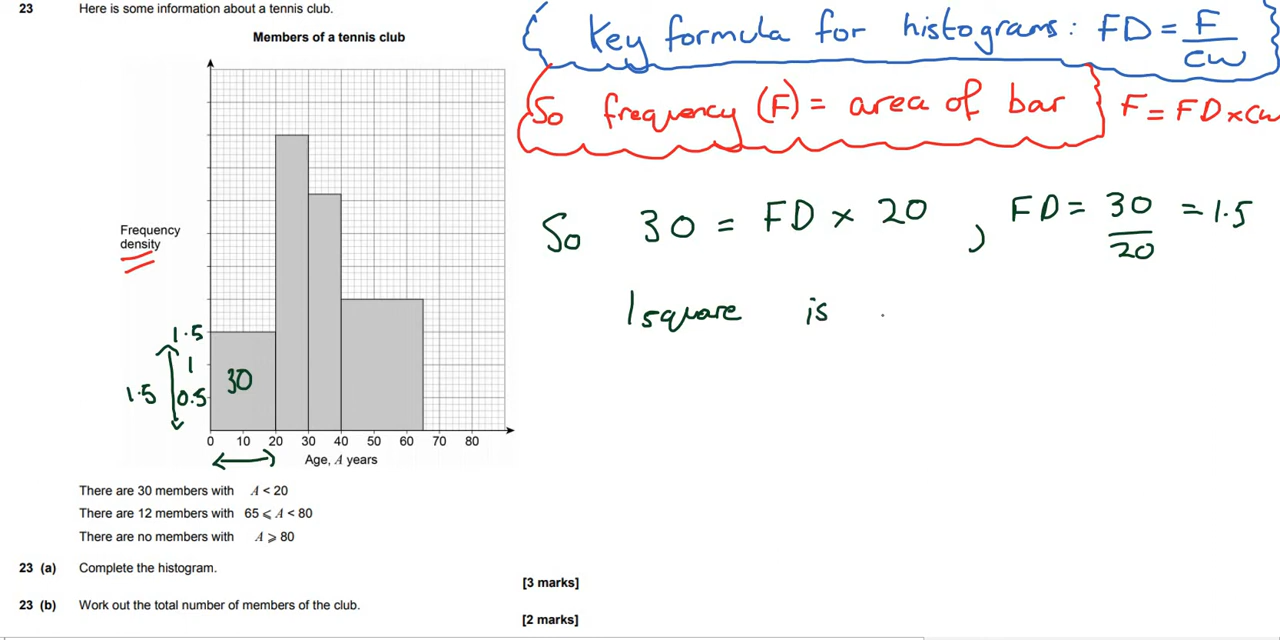 23 Here is some information about a tennis club.
Members of a tennis club
Frequency
density
1.5
1
0.5
1.5
30
0 10 20 30 40 50 60 70 80
Age, A years
There are 30 members with A < 20
There are 12 members with 65 ⩽ A < 80
There are no members with A ⩾ 80
23 (a) Complete the histogram.
[3 marks]
23 (b) Work out the total number of members of the club.
[2 marks]
Key formula for histograms: FD = F/CW
So frequency (F) = area of bar F = FD × CW
So 30 = FD × 20 , FD = 30/20 = 1.5
1 square is